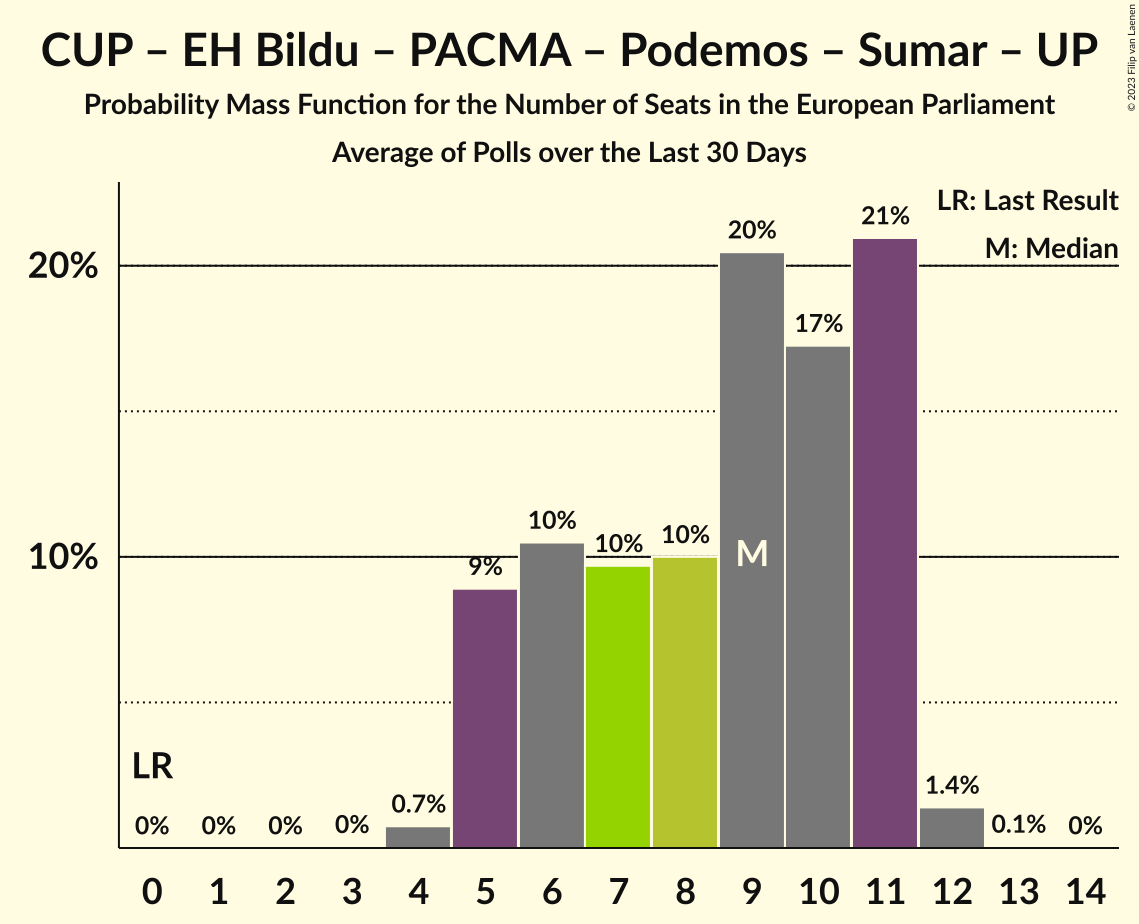 CUP – EH Bildu – PACMA – Podemos – Sumar – UP
Probability Mass Function for the Number of Seats in the European Parliament
Average of Polls over the Last 30 Days
© 2023 Filip van Laenen
LR: Last Result
M: Median
20%
10%
LR
0% 0% 0% 0% 0.7% 9% 10% 10% 10% 20% 17% 21% 1.4% 0.1% 0%
M
0 1 2 3 4 5 6 7 8 9 10 11 12 13 14